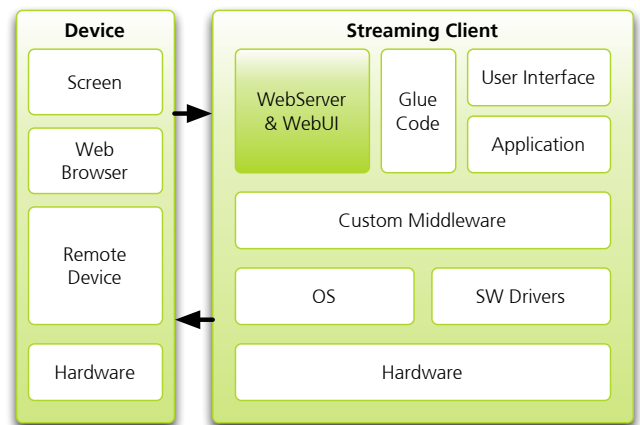 Device
Screen
Web
Browser
Remote
Device
Hardware
Streaming Client
WebServer
& WebUI
Glue
Code
User Interface
Application
Custom Middleware
OS
SW Drivers
Hardware